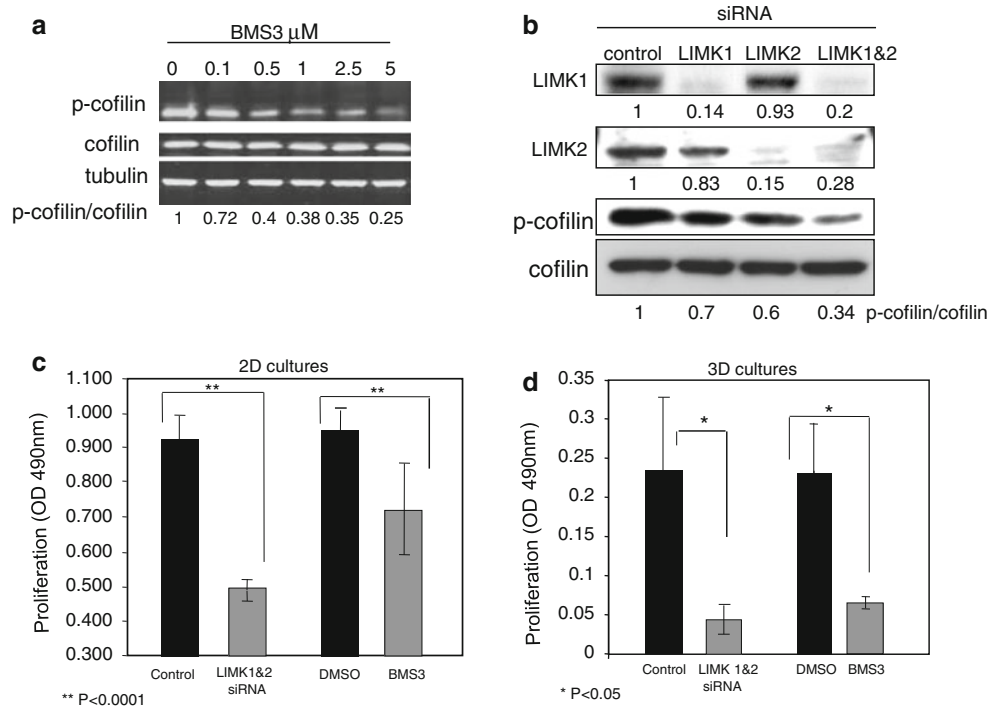 a
BMS3 µM
0 0.1 0.5 1 2.5 5
p-cofilin
cofilin
tubulin
p-cofilin/cofilin 1 0.72 0.4 0.38 0.35 0.25
b
siRNA
control LIMK1 LIMK2 LIMK1&2
LIMK1
1 0.14 0.93 0.2
LIMK2
1 0.83 0.15 0.28
p-cofilin
cofilin
1 0.7 0.6 0.34 p-cofilin/cofilin
c
2D cultures
Proliferation (OD 490nm)
1.100
1.000
0.900
0.800
0.700
0.600
0.500
0.400
0.300
**
**
Control LIMK1&2 DMSO BMS3
siRNA
** P<0.0001
d
3D cultures
Proliferation (OD 490nm)
0.35
0.3
0.25
0.2
0.15
0.1
0.05
0
*
*
Control LIMK 1&2 DMSO BMS3
siRNA
* P<0.05